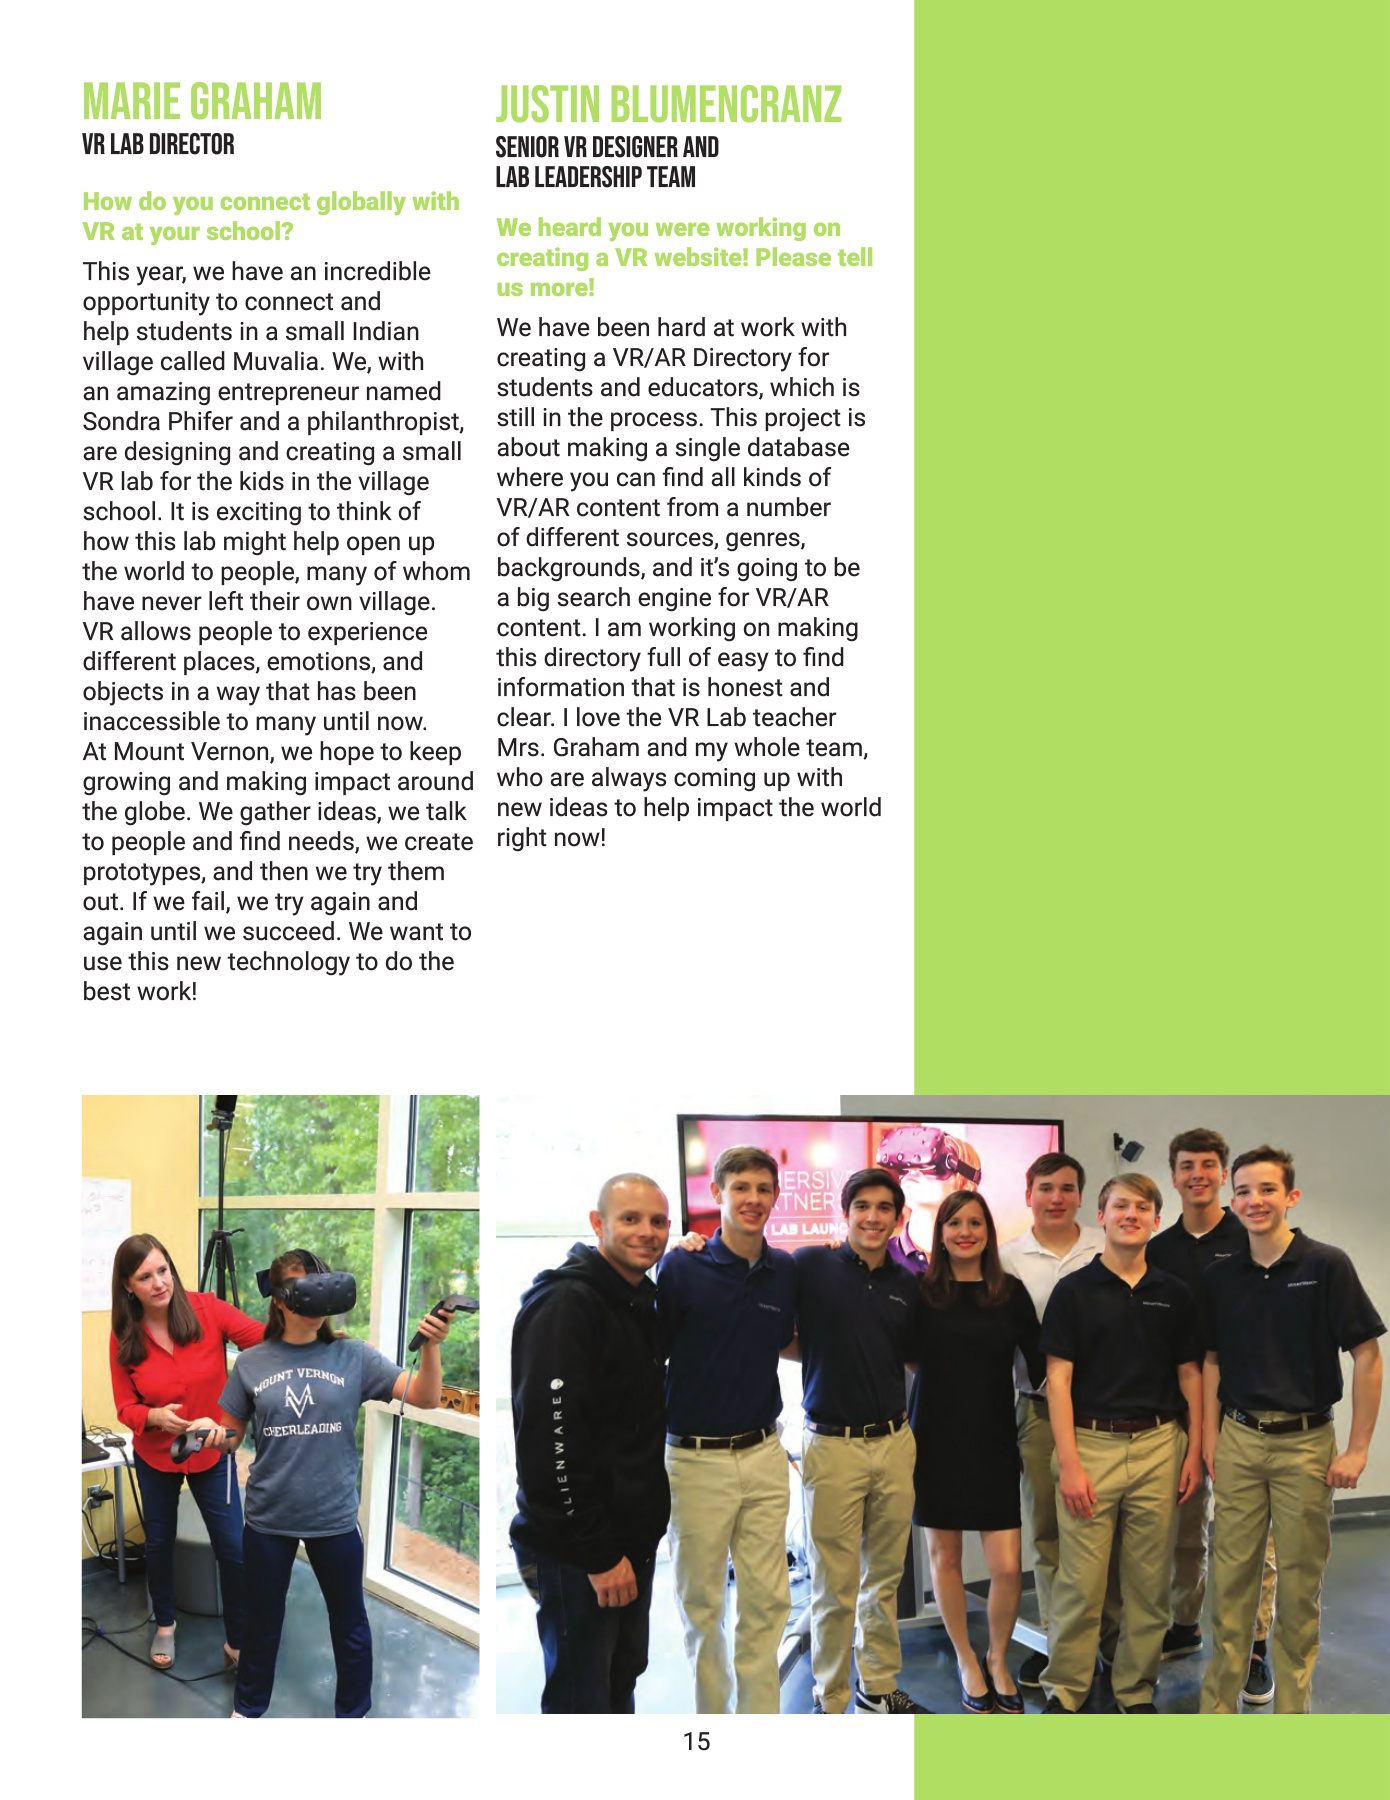 MARIE GRAHAM
VR LAB DIRECTOR
How do you connect globally with
VR at your school?
This year, we have an incredible
opportunity to connect and
help students in a small Indian
village called Muvalia. We, with
an amazing entrepreneur named
Sondra Phifer and a philanthropist,
are designing and creating a small
VR lab for the kids in the village
school. It is exciting to think of
how this lab might help open up
the world to people, many of whom
have never left their own village.
VR allows people to experience
different places, emotions, and
objects in a way that has been
inaccessible to many until now.
At Mount Vernon, we hope to keep
growing and making impact around
the globe. We gather ideas, we talk
to people and find needs, we create
prototypes, and then we try them
out. If we fail, we try again and
again until we succeed. We want to
use this new technology to do the
best work!
JUSTIN BLUMENCRANZ
SENIOR VR DESIGNER AND
LAB LEADERSHIP TEAM
We heard you were working on
creating a VR website! Please tell
us more!
We have been hard at work with
creating a VR/AR Directory for
students and educators, which is
still in the process. This project is
about making a single database
where you can find all kinds of
VR/AR content from a number
of different sources, genres,
backgrounds, and it’s going to be
a big search engine for VR/AR
content. I am working on making
this directory full of easy to find
information that is honest and
clear. I love the VR Lab teacher
Mrs. Graham and my whole team,
who are always coming up with
new ideas to help impact the world
right now!
MOUNT VERNON
MV
CHEERLEADING
ERSIV
TNER
LAB LAUNC
ALIENWARE
15